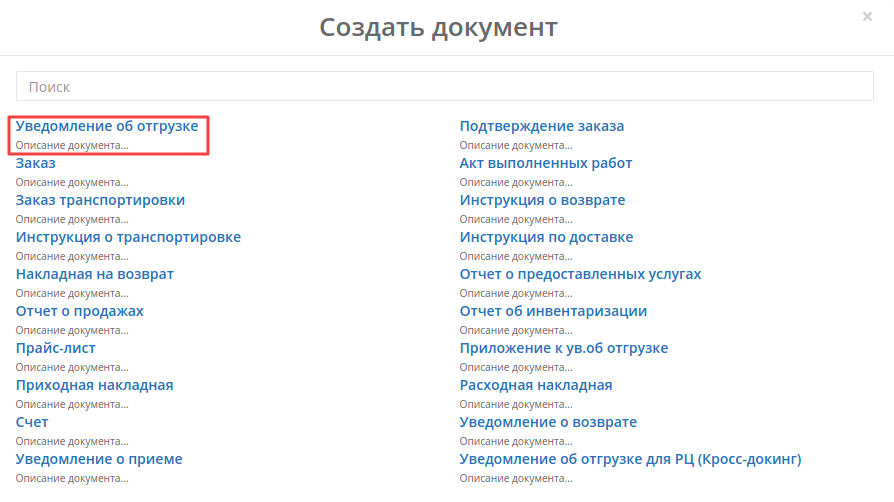 Создать документ
×
Поиск
Уведомление об отгрузке
Описание документа...
Заказ
Описание документа...
Заказ транспортировки
Описание документа...
Инструкция о транспортировке
Описание документа...
Накладная на возврат
Описание документа...
Отчет о продажах
Описание документа...
Прайс-лист
Описание документа...
Приходная накладная
Описание документа...
Счет
Описание документа...
Уведомление о приеме
Описание документа...
Подтверждение заказа
Описание документа...
Акт выполненных работ
Описание документа...
Инструкция о возврате
Описание документа...
Инструкция по доставке
Описание документа...
Отчет о предоставленных услугах
Описание документа...
Отчет об инвентаризации
Описание документа...
Приложение к ув.об отгрузке
Описание документа...
Расходная накладная
Описание документа...
Уведомление о возврате
Описание документа...
Уведомление об отгрузке для РЦ (Кросс-докинг)
Описание документа...